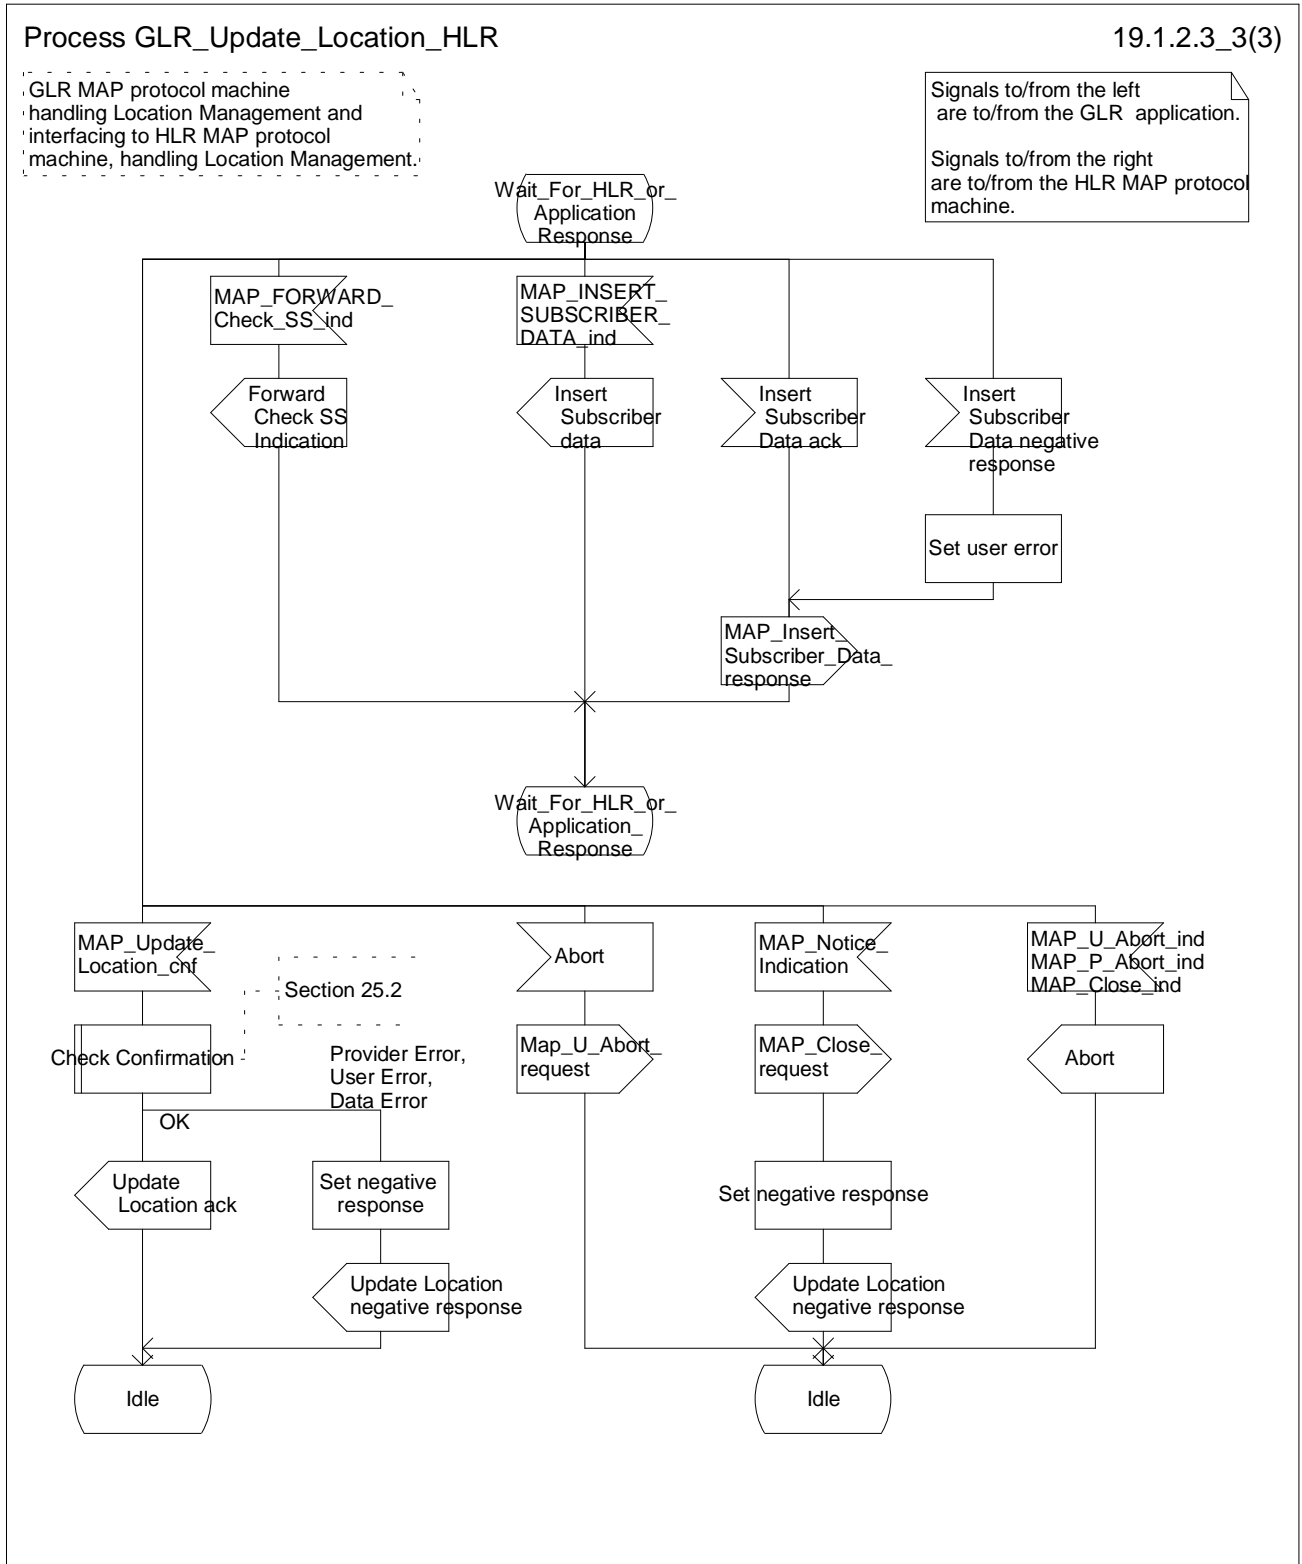 Process GLR_Update_Location_HLR
19.1.2.3_3(3)
GLR MAP protocol machine
handling Location Management and
interfacing to HLR MAP protocol
machine, handling Location Management.
Signals to/from the left
are to/from the GLR application.
Signals to/from the right
are to/from the HLR MAP protocol
machine.
Wait_For_HLR_or_
Application
Response
MAP_FORWARD_
Check_SS_ind
MAP_INSERT_
SUBSCRIBER_
DATA_ind
Forward
Check SS
Indication
Insert
Subscriber
data
Insert
Subscriber
Data ack
Insert
Subscriber
Data negative
response
Set user error
MAP_Insert_
Subscriber_Data_
response
Wait_For_HLR_or_
Application_
Response
MAP_Update_
Location_cnf
Section 25.2
Abort
MAP_Notice_
Indication
MAP_U_Abort_ind
MAP_P_Abort_ind
MAP_Close_ind
Check Confirmation
Provider Error,
User Error,
Data Error
Map_U_Abort_
request
MAP_Close_
request
Abort
OK
Update
Location ack
Set negative
response
Set negative response
Update Location
negative response
Update Location
negative response
Idle
Idle